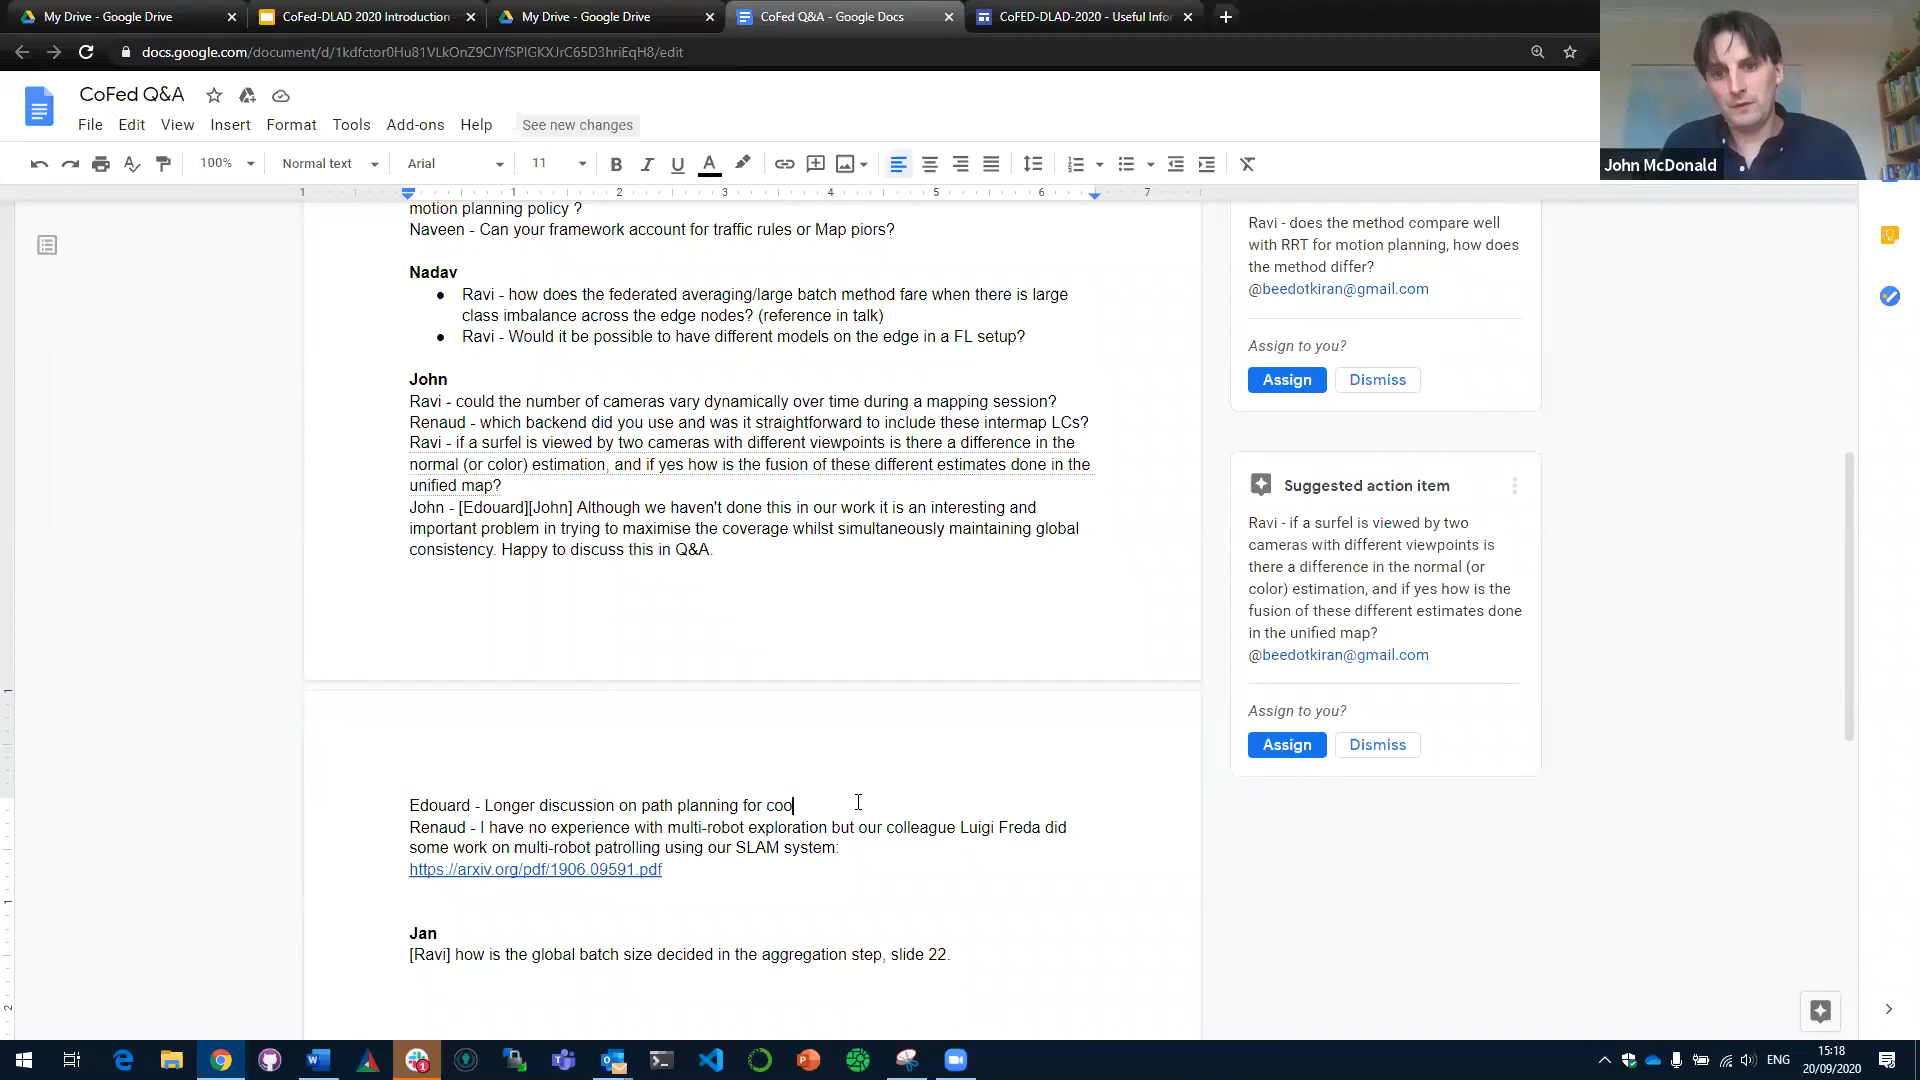 My Drive - Google Drive
CoFed-DLAD 2020 Introduction
My Drive - Google Drive
CoFed Q&A - Google Docs
CoFED-DLAD-2020 - Useful Infor
docs.google.com/document/d/1kdfctor0Hu81VLkOnZ9CJYfSPlGKXJrC65D3hriEqH8/edit
CoFed Q&A
File Edit View Insert Format Tools Add-ons Help See new changes
100% Normal text Arial 11 B I U A
1 1 2 3 4 5 6 7
John McDonald
motion planning policy ?
Naveen - Can your framework account for traffic rules or Map piors?
Nadav
● Ravi - how does the federated averaging/large batch method fare when there is large
class imbalance across the edge nodes? (reference in talk)
● Ravi - Would it be possible to have different models on the edge in a FL setup?
John
Ravi - could the number of cameras vary dynamically over time during a mapping session?
Renaud - which backend did you use and was it straightforward to include these intermap LCs?
Ravi - if a surfel is viewed by two cameras with different viewpoints is there a difference in the
normal (or color) estimation, and if yes how is the fusion of these different estimates done in the
unified map?
John - [Edouard][John] Although we haven't done this in our work it is an interesting and
important problem in trying to maximise the coverage whilst simultaneously maintaining global
consistency. Happy to discuss this in Q&A.
Edouard - Longer discussion on path planning for coo
Renaud - I have no experience with multi-robot exploration but our colleague Luigi Freda did
some work on multi-robot patrolling using our SLAM system:
https://arxiv.org/pdf/1906.09591.pdf
Jan
[Ravi] how is the global batch size decided in the aggregation step, slide 22.
Ravi - does the method compare well
with RRT for motion planning, how does
the method differ?
@beedotkiran@gmail.com
Assign to you?
Assign Dismiss
Suggested action item
Ravi - if a surfel is viewed by two
cameras with different viewpoints is
there a difference in the normal (or
color) estimation, and if yes how is the
fusion of these different estimates done
in the unified map?
@beedotkiran@gmail.com
Assign to you?
Assign Dismiss
1
1
2
ENG
15:18
20/09/2020